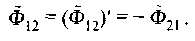 Φ̃₁₂ = (Φ̃₁₂)′ = − Φ̃₂₁.